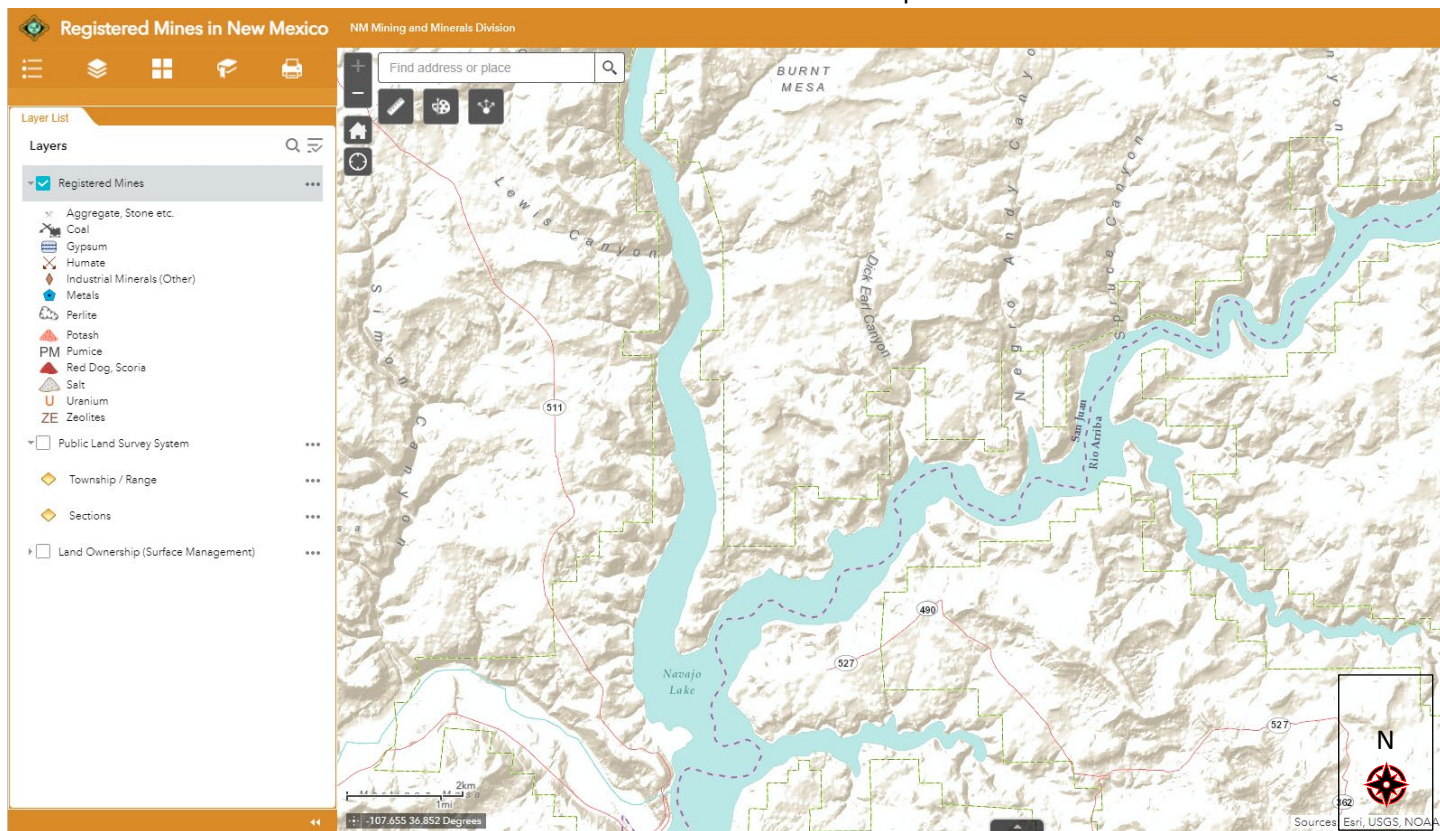 Registered Mines in New Mexico
NM Mining and Minerals Division
Find address or place
Layer List
Layers
Registered Mines
Aggregate, Stone etc.
Coal
Gypsum
Humate
Industrial Minerals (Other)
Metals
Perlite
Potash
PM Pumice
Red Dog, Scoria
Salt
U Uranium
ZE Zeolites
Public Land Survey System
Township / Range
Sections
Land Ownership (Surface Management)
BURNT
MESA
Lewis Canyon
Simon Canyon
Dick Earl Canyon
Negro Andy Canyon
Spruce Canyon
San Juan
Rio Arriba
511
490
527
Navajo
Lake
527
362
N
2km
1mi
-107.655 36.852 Degrees
Sources: Esri, USGS, NOAA